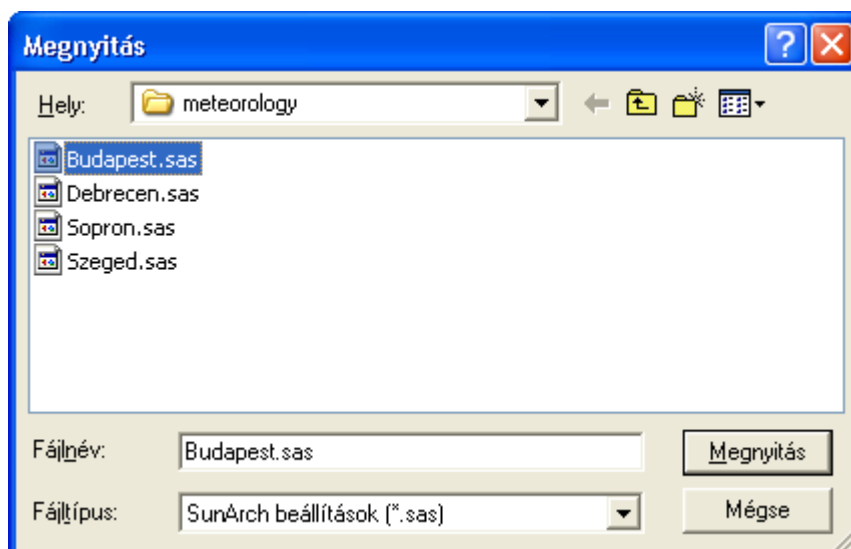 Megnyitás
Hely: meteorology
Budapest.sas
Debrecen.sas
Sopron.sas
Szeged.sas
Fájlnév: Budapest.sas Megnyitás
Fájltípus: SunArch beállítások (*.sas) Mégse